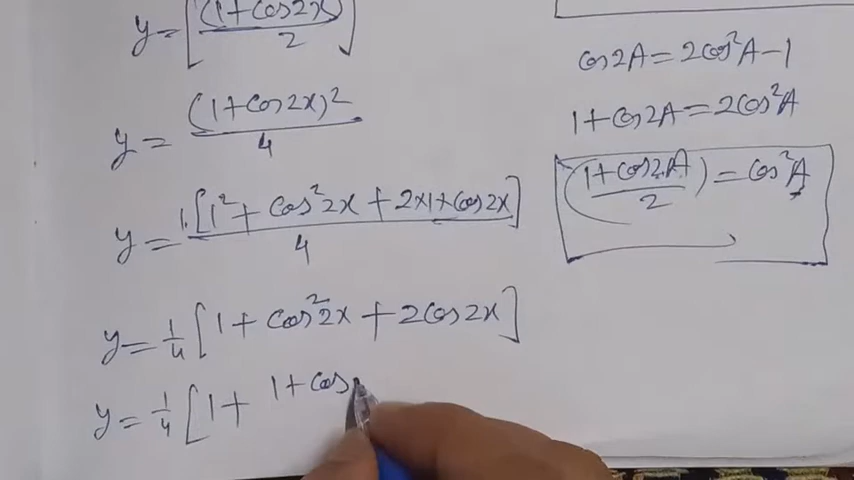 y = [(1+cos2x)/2]
y = (1+cos2x)²/4
y = 1·[1² + cos²2x + 2×1×cos2x]/4
y = 1/4 [1 + cos²2x + 2cos2x]
y = 1/4 [1 + 1+cos
cos2A = 2cos²A-1
1+cos2A = 2cos²A
(1+cos2A/2) = cos²A